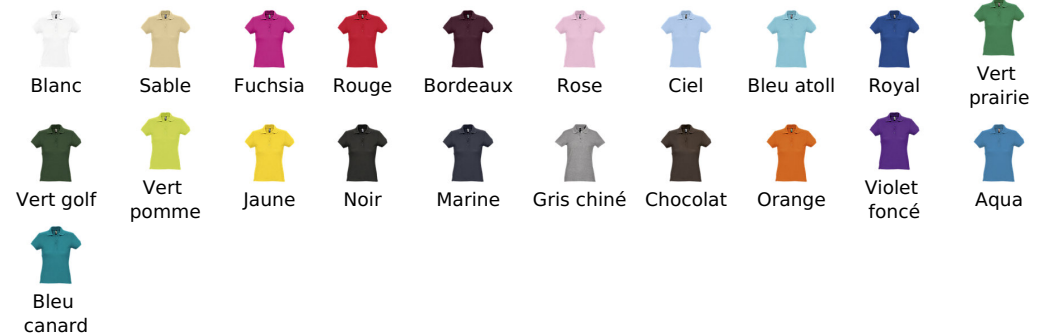 Blanc
Sable
Fuchsia
Rouge
Bordeaux
Rose
Ciel
Bleu atoll
Royal
Vert
prairie
Vert golf
Vert
pomme
Jaune
Noir
Marine
Gris chiné
Chocolat
Orange
Violet
foncé
Aqua
Bleu
canard